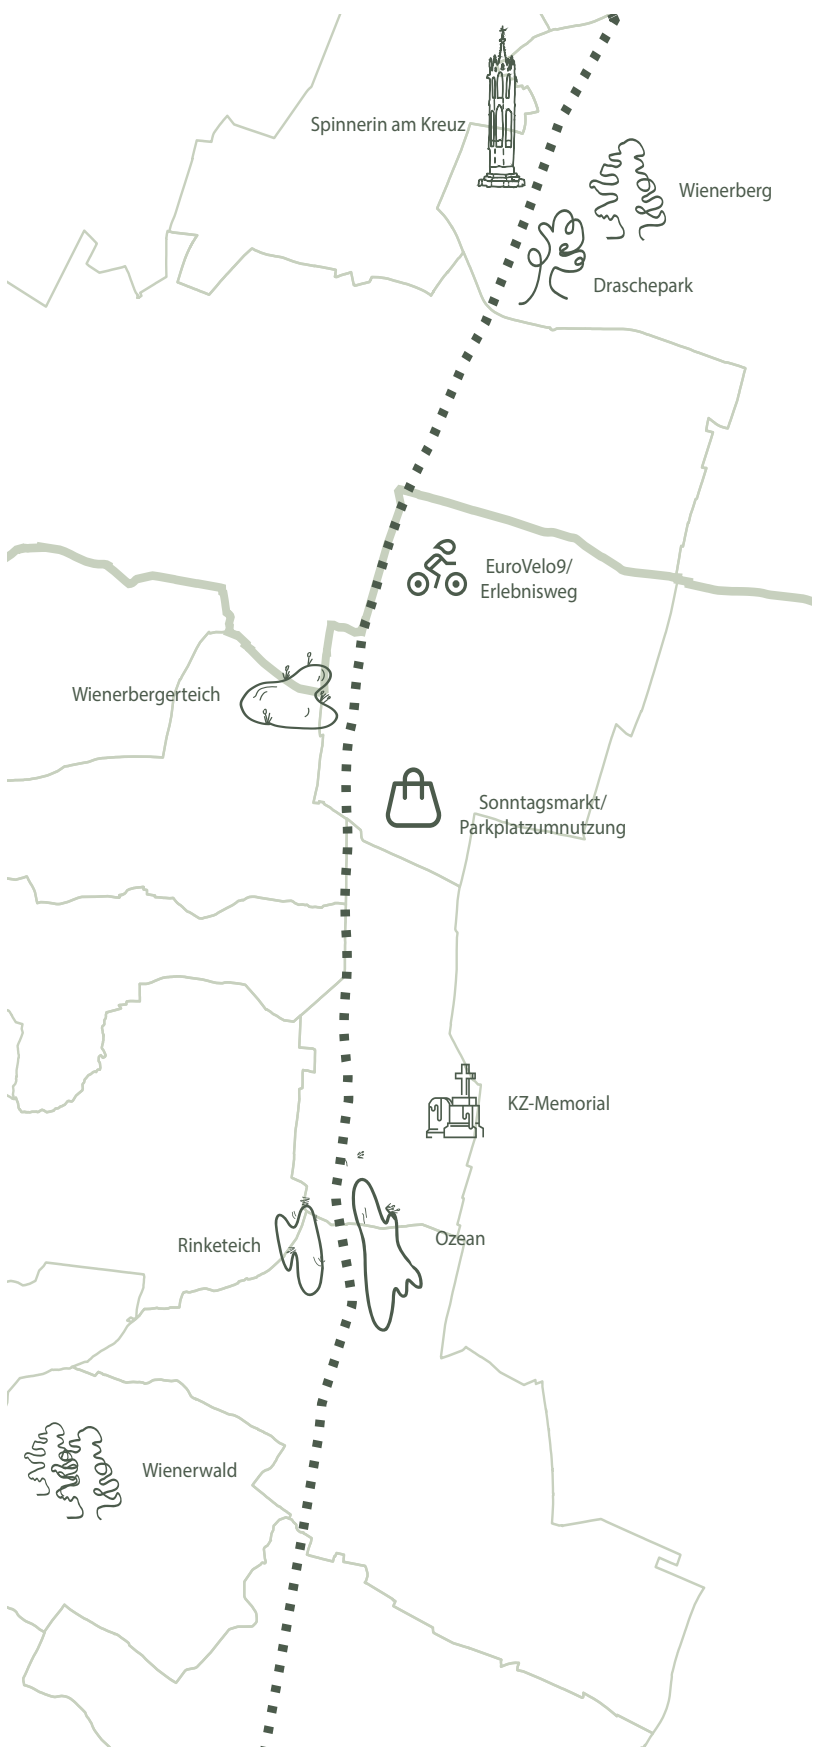 Spinnerin am Kreuz
Wienerberg
Draschepark
EuroVelo9/
Erlebnisweg
Wienerbergerteich
Sonntagsmarkt/
Parkplatzumnutzung
KZ-Memorial
Rinketeich
Ozean
Wienerwald